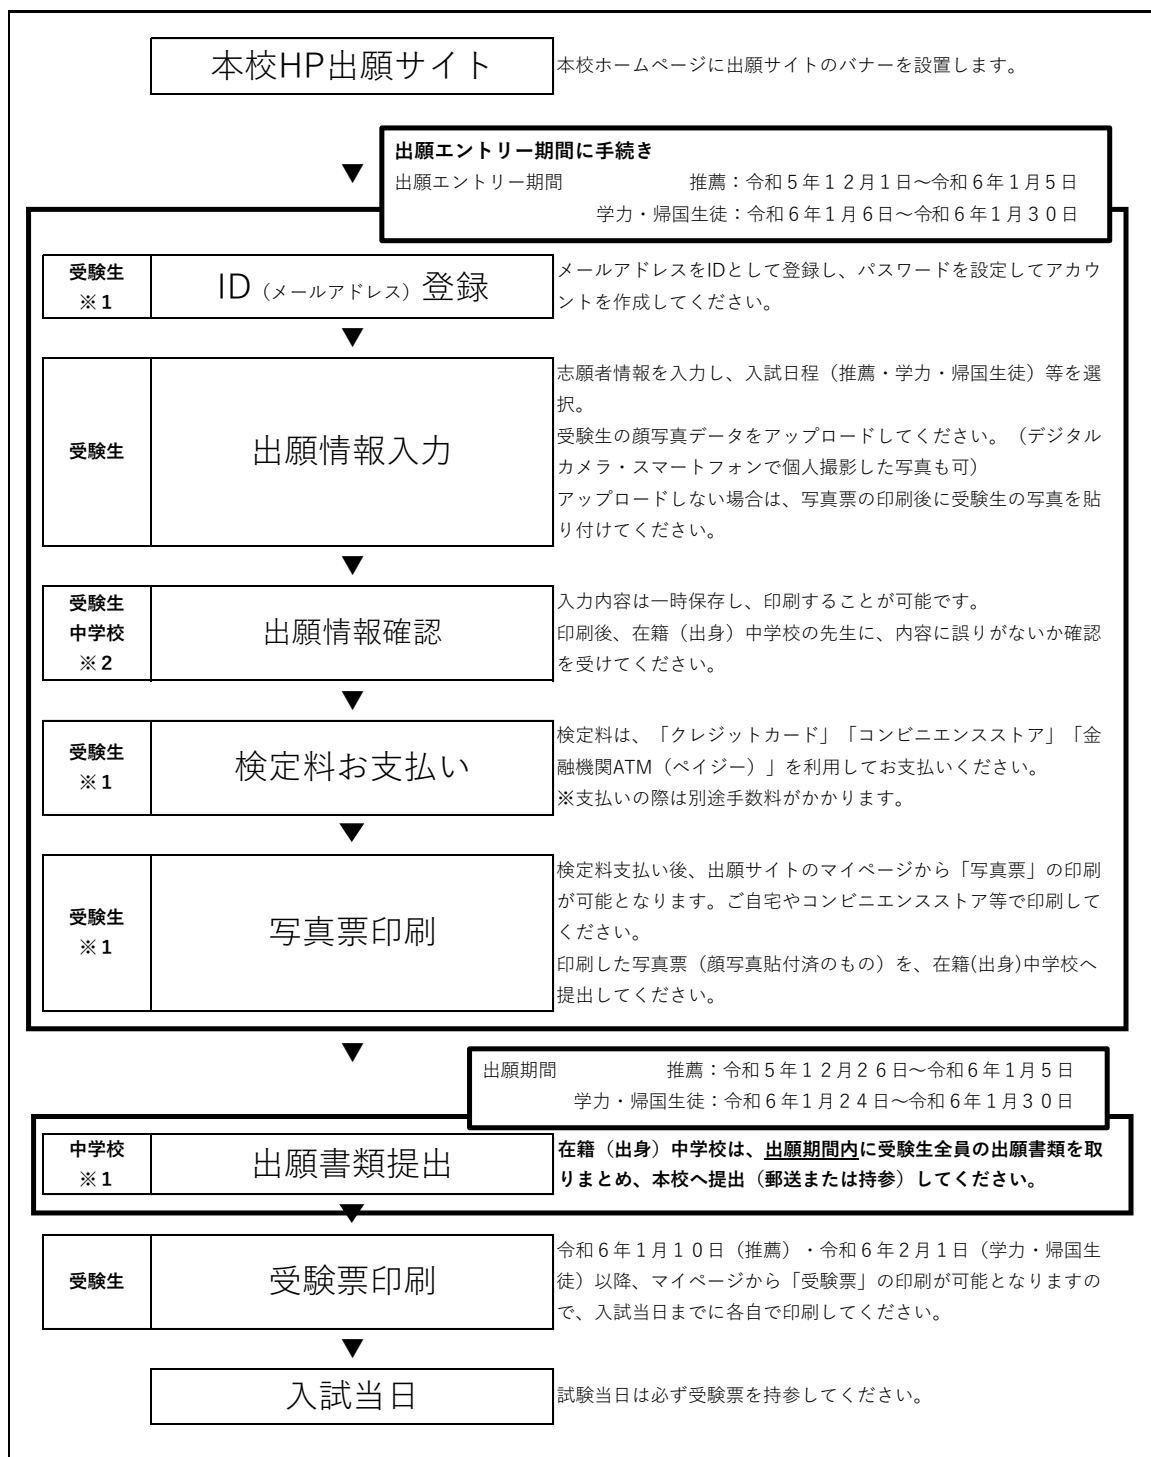 本校HP出願サイト
本校ホームページに出願サイトのバナーを設置します。
▼
出願エントリー期間に手続き
出願エントリー期間　推薦：令和５年１２月１日～令和６年１月５日
学力・帰国生徒：令和６年１月６日～令和６年１月３０日
受験生
※１
ID（メールアドレス）登録
メールアドレスをIDとして登録し、パスワードを設定してアカウ
ントを作成してください。
▼
受験生
出願情報入力
志願者情報を入力し、入試日程（推薦・学力・帰国生徒）等を選
択。
受験生の顔写真データをアップロードしてください。（デジタル
カメラ・スマートフォンで個人撮影した写真も可）
アップロードしない場合は、写真票の印刷後に受験生の写真を貼
り付けてください。
▼
受験生
中学校
※２
出願情報確認
入力内容は一時保存し、印刷することが可能です。
印刷後、在籍（出身）中学校の先生に、内容に誤りがないか確認
を受けてください。
▼
受験生
※１
検定料お支払い
検定料は、「クレジットカード」「コンビニエンスストア」「金
融機関ATM（ペイジー）」を利用してお支払いください。
※支払いの際は別途手数料がかかります。
▼
受験生
※１
写真票印刷
検定料支払い後、出願サイトのマイページから「写真票」の印刷
が可能となります。ご自宅やコンビニエンスストア等で印刷して
ください。
印刷した写真票（顔写真貼付済のもの）を、在籍(出身)中学校へ
提出してください。
▼
出願期間　推薦：令和５年１２月２６日～令和６年１月５日
学力・帰国生徒：令和６年１月２４日～令和６年１月３０日
中学校
※１
出願書類提出
在籍（出身）中学校は、出願期間内に受験生全員の出願書類を取
りまとめ、本校へ提出（郵送または持参）してください。
▼
受験生
受験票印刷
令和６年１月１０日（推薦）・令和６年２月１日（学力・帰国生
徒）以降、マイページから「受験票」の印刷が可能となりますの
で、入試当日までに各自で印刷してください。
▼
入試当日
試験当日は必ず受験票を持参してください。